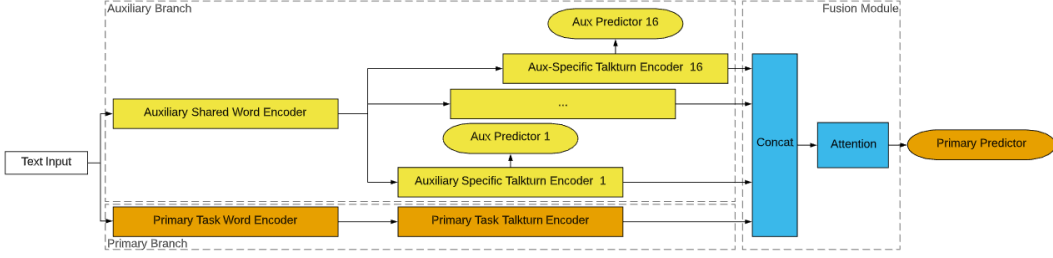 Auxiliary Branch
Fusion Module
Aux Predictor 16
Aux-Specific Talkturn Encoder 16
Auxiliary Shared Word Encoder
...
Aux Predictor 1
Text Input
Concat
Attention
Primary Predictor
Auxiliary Specific Talkturn Encoder 1
Primary Task Word Encoder
Primary Task Talkturn Encoder
Primary Branch